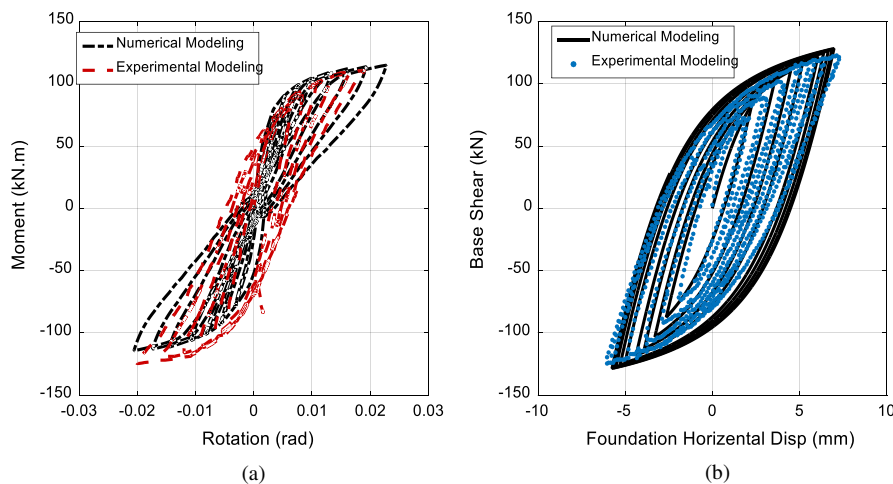 150
100
50
0
-50
-100
-150
Moment (kN.m)
Numerical Modeling
Experimental Modeling
-0.03
-0.02
-0.01
0
0.01
0.02
0.03
Rotation (rad)
(a)
150
100
50
0
-50
-100
-150
Base Shear (kN)
Numerical Modeling
Experimental Modeling
-10
-5
0
5
10
Foundation Horizental Disp (mm)
(b)